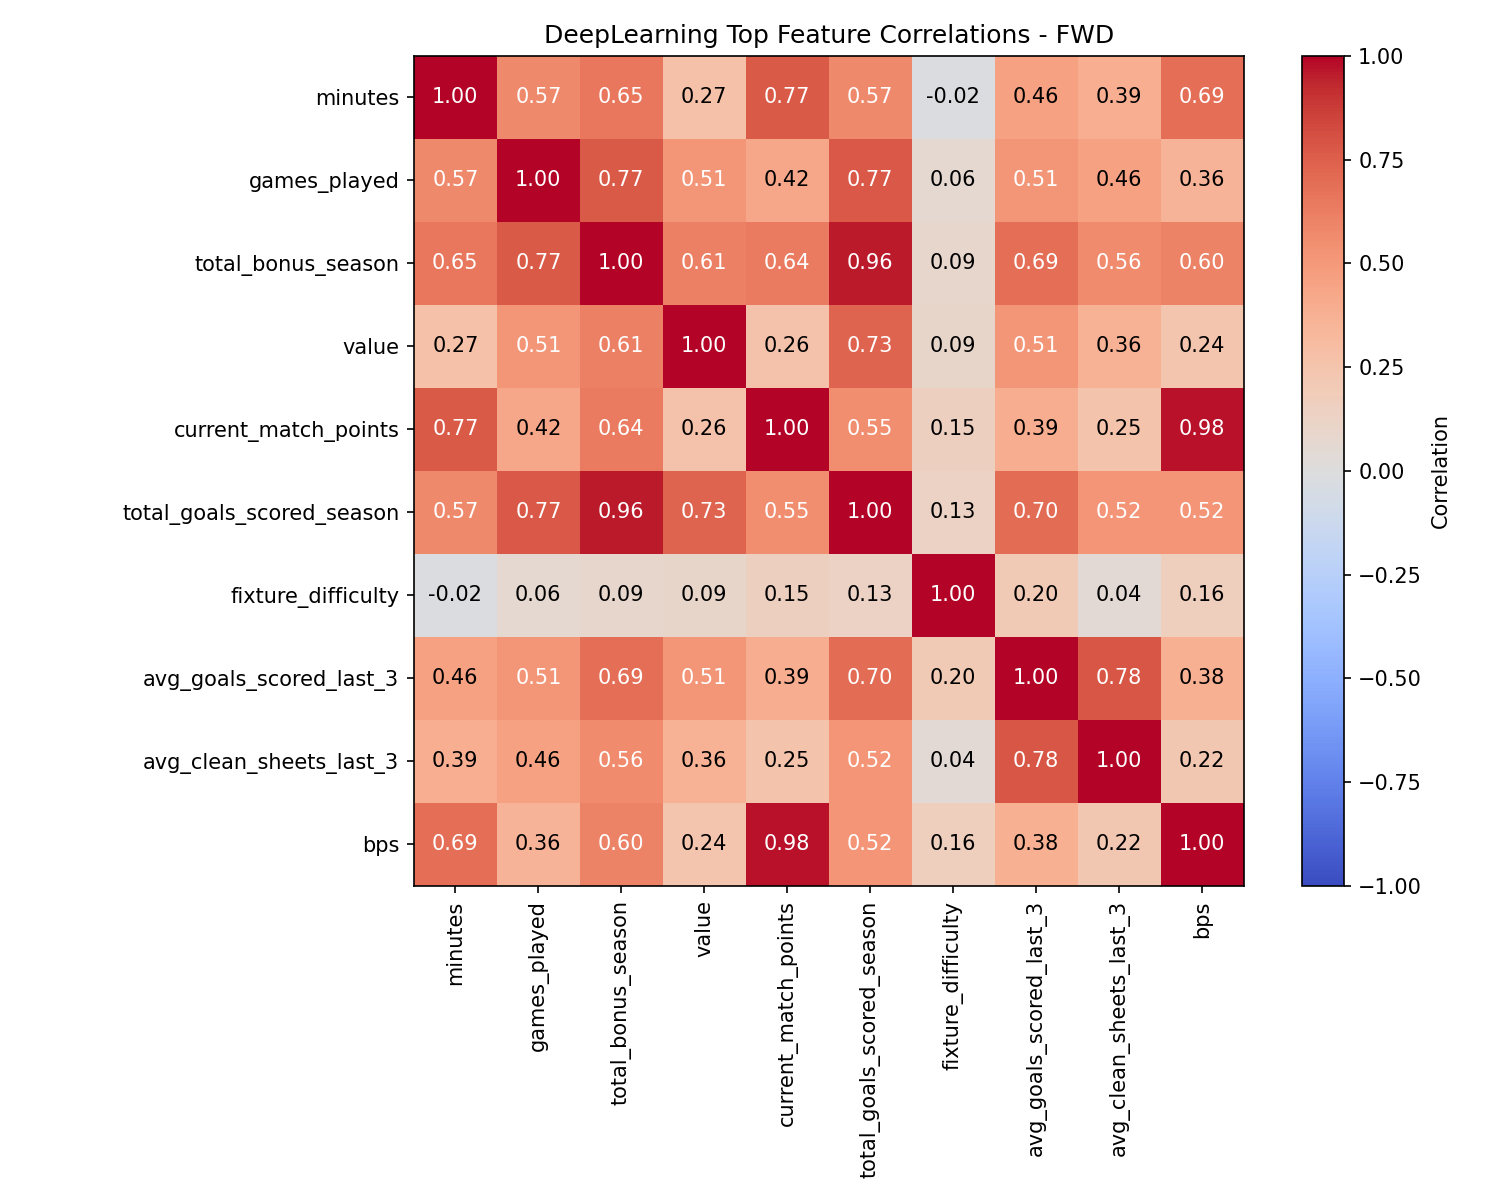 DeepLearning Top Feature Correlations - FWD
minutes 1.00 0.57 0.65 0.27 0.77 0.57 -0.02 0.46 0.39 0.69
games_played 0.57 1.00 0.77 0.51 0.42 0.77 0.06 0.51 0.46 0.36
total_bonus_season 0.65 0.77 1.00 0.61 0.64 0.96 0.09 0.69 0.56 0.60
value 0.27 0.51 0.61 1.00 0.26 0.73 0.09 0.51 0.36 0.24
current_match_points 0.77 0.42 0.64 0.26 1.00 0.55 0.15 0.39 0.25 0.98
total_goals_scored_season 0.57 0.77 0.96 0.73 0.55 1.00 0.13 0.70 0.52 0.52
fixture_difficulty -0.02 0.06 0.09 0.09 0.15 0.13 1.00 0.20 0.04 0.16
avg_goals_scored_last_3 0.46 0.51 0.69 0.51 0.39 0.70 0.20 1.00 0.78 0.38
avg_clean_sheets_last_3 0.39 0.46 0.56 0.36 0.25 0.52 0.04 0.78 1.00 0.22
bps 0.69 0.36 0.60 0.24 0.98 0.52 0.16 0.38 0.22 1.00
minutes
games_played
total_bonus_season
value
current_match_points
total_goals_scored_season
fixture_difficulty
avg_goals_scored_last_3
avg_clean_sheets_last_3
bps
1.00
0.75
0.50
0.25
0.00
−0.25
−0.50
−0.75
−1.00
Correlation